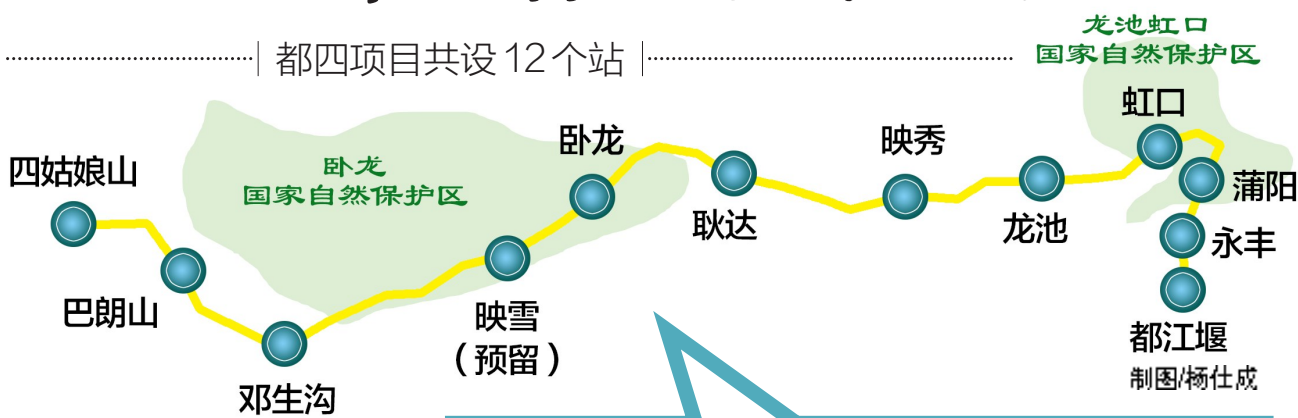 都四项目共设12个站
龙池虹口
国家自然保护区
虹口
卧龙
映秀
四姑娘山
卧龙
国家自然保护区
蒲阳
耿达
龙池
永丰
巴朗山
映雪
（预留）
都江堰
邓生沟
制图/杨仕成